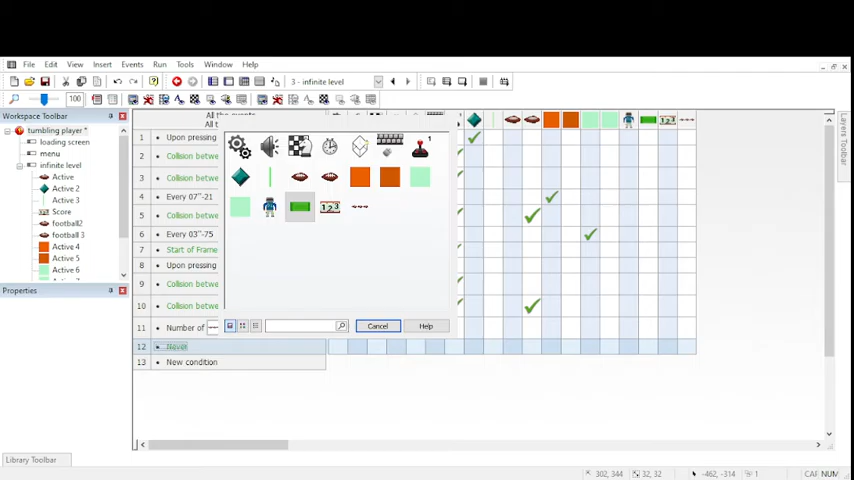 File Edit View Insert Events Run Tools Window Help
100 3 - infinite level
Workspace Toolbar
tumbling player *
loading screen
menu
infinite level
Active
Active 2
Active 3
Score
football2
football 3
Active 4
Active 5
Active 6
Properties
Library Toolbar
Layers Toolbar
All the events
All t
1 • Upon pressing
2 • Collision betwe
3 • Collision betwe
4 • Every 07"-21
5 • Collision betwe
6 • Every 03"-75
7 • Start of Frame
8 • Upon pressing
9 • Collision betwe
10 • Collision betwe
11 • Number of
12 • Never
13 • New condition
1
1 2 3
Cancel Help
302, 344 32, 32 -462, -314 1 CAP NUM